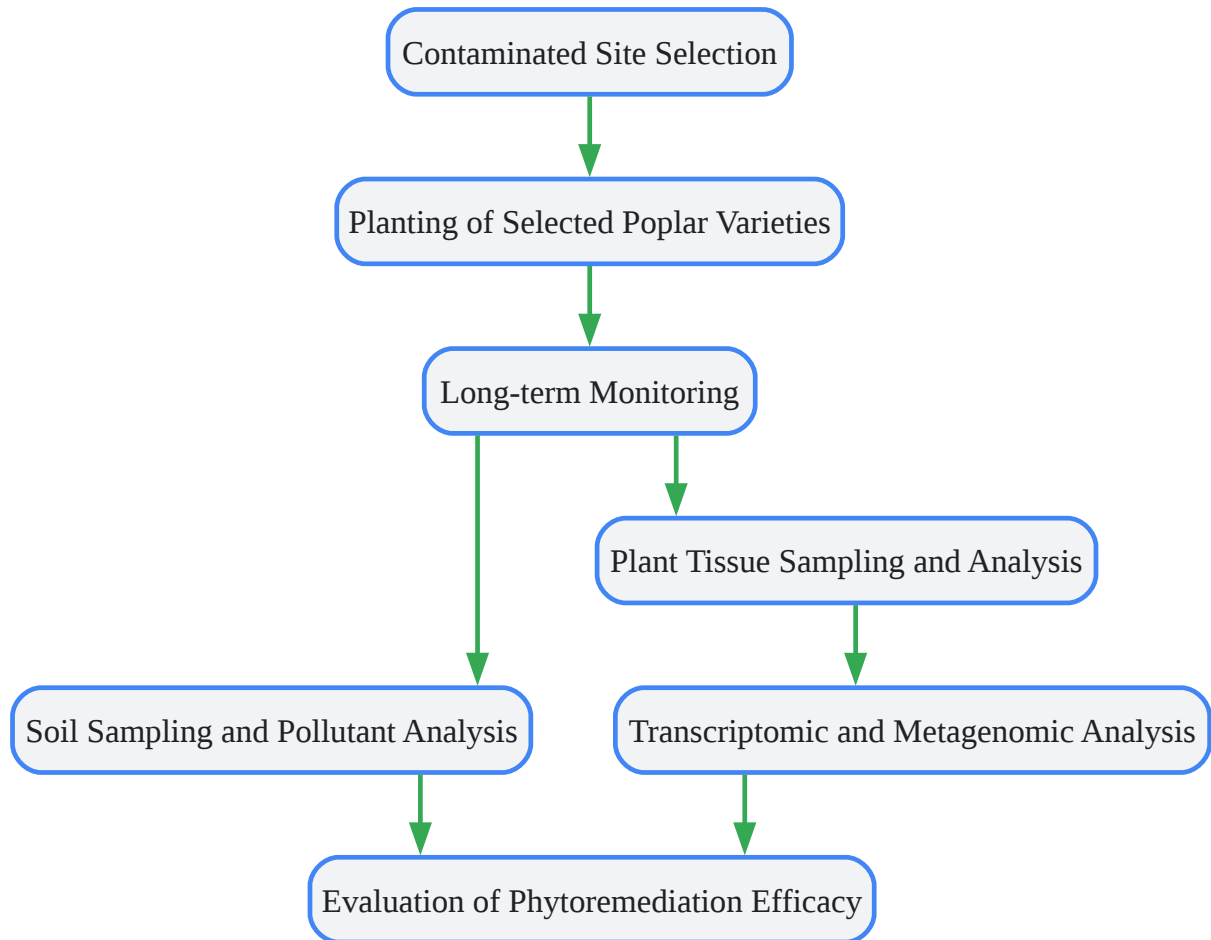 Contaminated Site Selection
Planting of Selected Poplar Varieties
Long-term Monitoring
Plant Tissue Sampling and Analysis
Soil Sampling and Pollutant Analysis
Transcriptomic and Metagenomic Analysis
Evaluation of Phytoremediation Efficacy